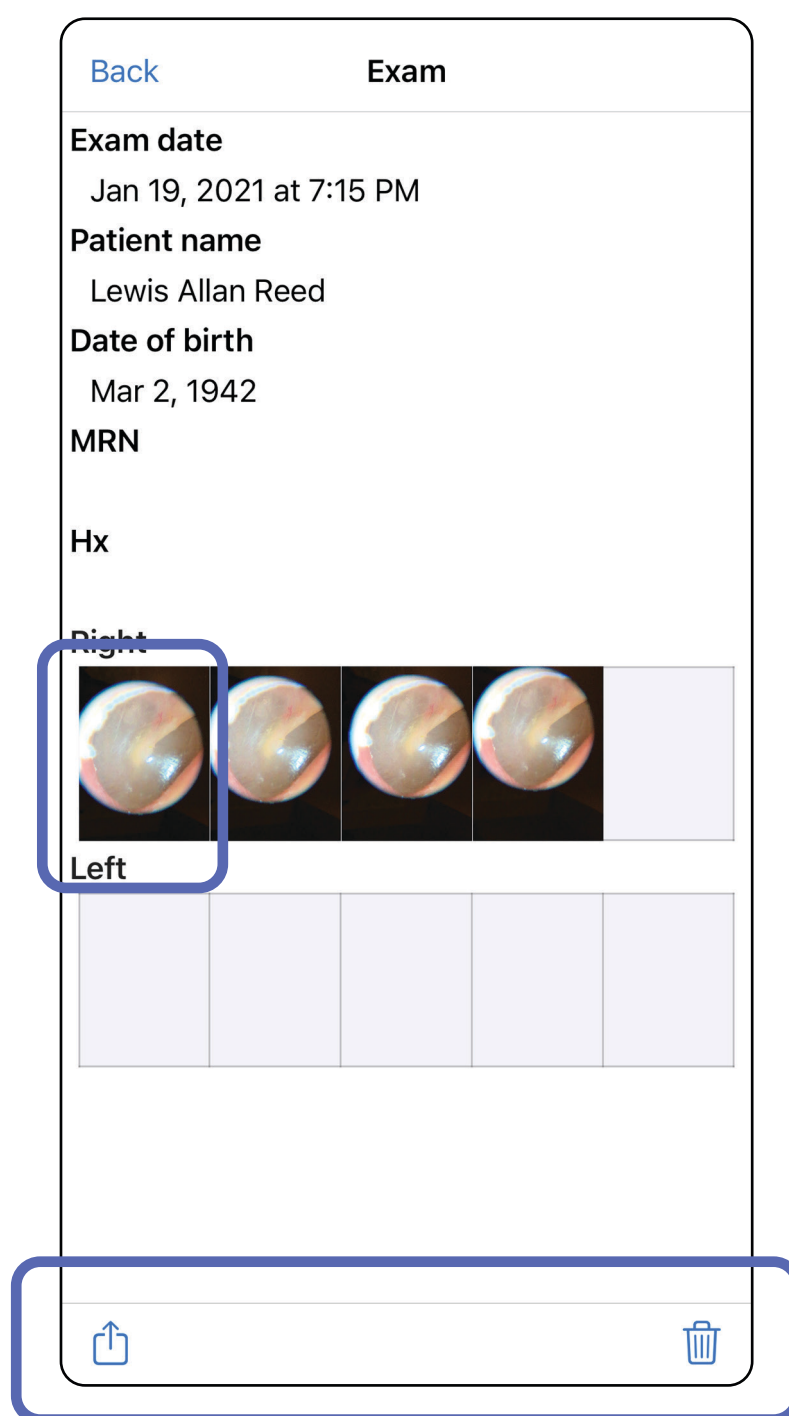 Back
Exam
Exam date
Jan 19, 2021 at 7:15 PM
Patient name
Lewis Allan Reed
Date of birth
Mar 2, 1942
MRN
Hx
Right
Left